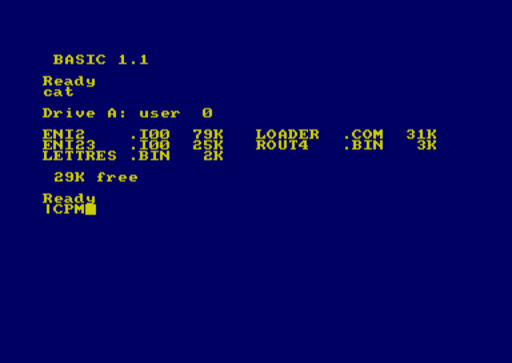 BASIC 1.1
Ready
cat
Drive A: user  0
ENI2    .I00  79K   LOADER  .COM  31K
ENI23   .I00  25K   ROUT4   .BIN   3K
LETTRES .BIN   2K
29K free
Ready
|CPM